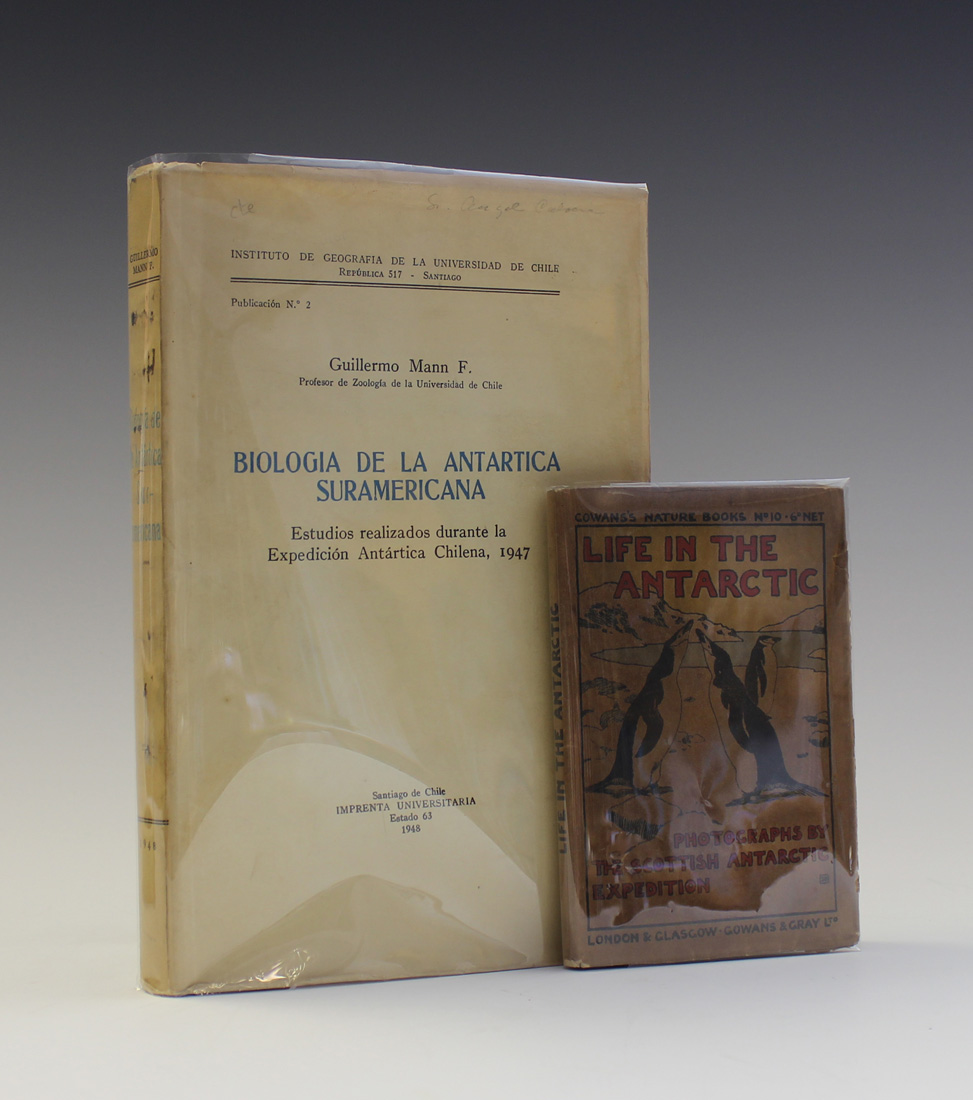 GUILLERMO
MANN F.
INSTITUTO DE GEOGRAFIA DE LA UNIVERSIDAD DE CHILE
REPÚBLICA 517 - SANTIAGO
Publicación N.° 2
Guillermo Mann F.
Profesor de Zoología de la Universidad de Chile
BIOLOGIA DE LA ANTARTICA
SURAMERICANA
Estudios realizados durante la
Expedición Antártica Chilena, 1947
Santiago de Chile
IMPRENTA UNIVERSITARIA
Estado 63
1948
LIFE IN THE ANTARCTIC
COWANS'S NATURE BOOKS Nº10·6ᴰ NET
LIFE IN THE
ANTARCTIC
PHOTOGRAPHS BY
THE SCOTTISH ANTARCTIC
EXPEDITION
LONDON & GLASGOW·GOWANS & GRAY Lᵀᴰ